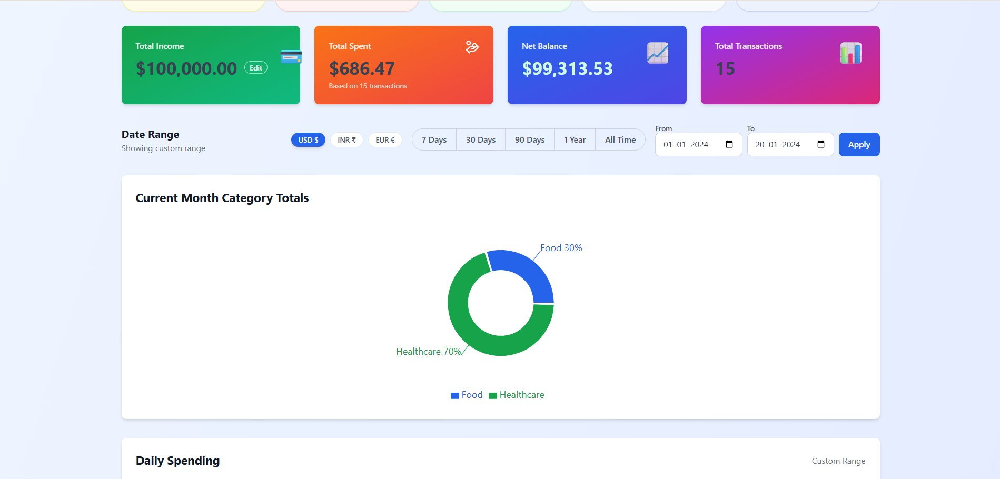 Total Income
$100,000.00 Edit
Total Spent
$686.47
Based on 15 transactions
Net Balance
$99,313.53
Total Transactions
15
Date Range
Showing custom range
USD $ INR ₹ EUR €
7 Days 30 Days 90 Days 1 Year All Time
From
01-01-2024
To
20-01-2024
Apply
Current Month Category Totals
Food 30%
Healthcare 70%
Food Healthcare
Daily Spending
Custom Range